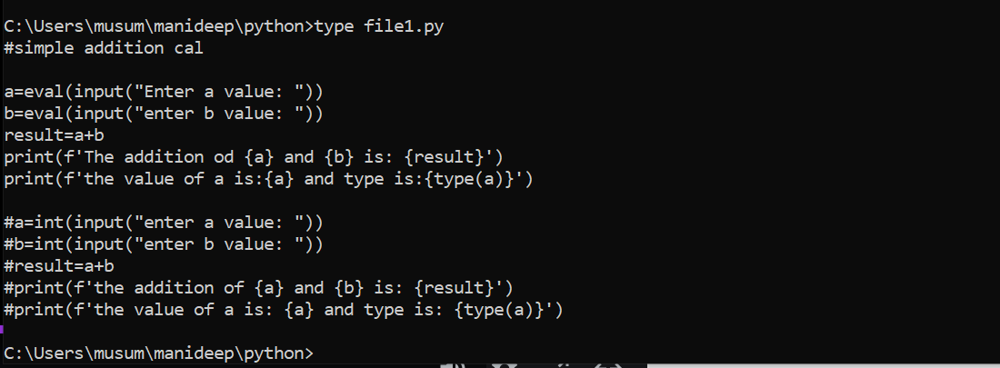 C:\Users\musum\manideep\python>type file1.py
#simple addition cal
a=eval(input("Enter a value: "))
b=eval(input("enter b value: "))
result=a+b
print(f'The addition od {a} and {b} is: {result}')
print(f'the value of a is:{a} and type is:{type(a)}')
#a=int(input("enter a value: "))
#b=int(input("enter b value: "))
#result=a+b
#print(f'the addition of {a} and {b} is: {result}')
#print(f'the value of a is: {a} and type is: {type(a)}')
C:\Users\musum\manideep\python>